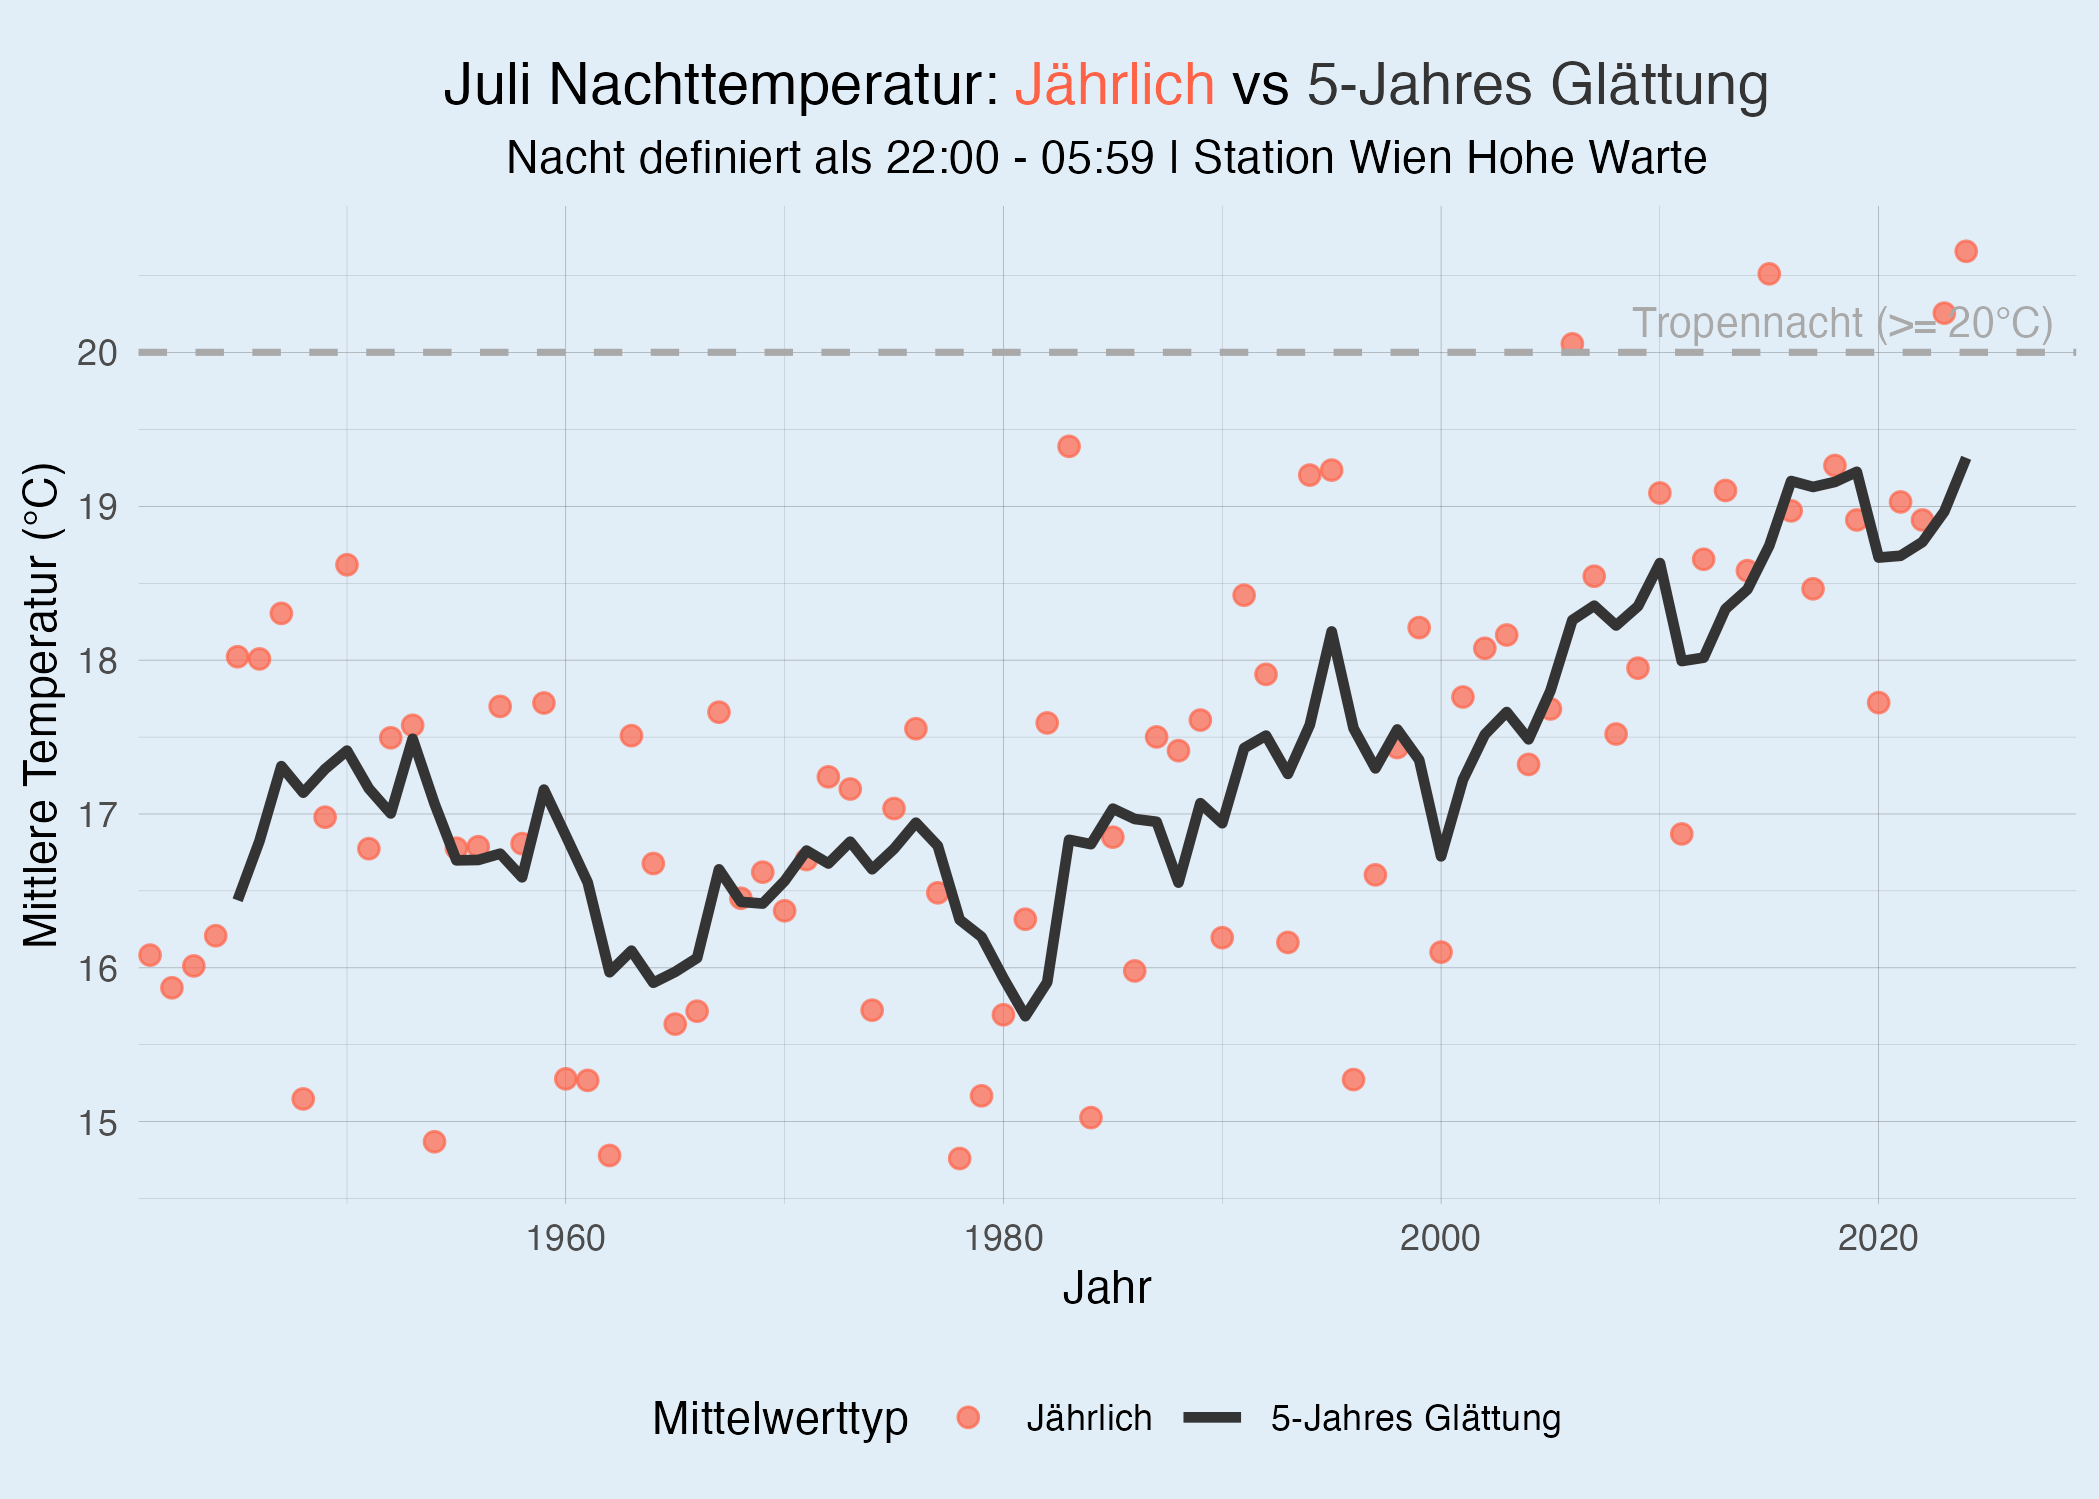 Juli Nachttemperatur: Jährlich vs 5-Jahres Glättung
Nacht definiert als 22:00 - 05:59 | Station Wien Hohe Warte
Tropennacht (>= 20°C)
20
19
18
17
16
15
Mittlere Temperatur (°C)
1960 1980 2000 2020
Jahr
Mittelwerttyp Jährlich 5-Jahres Glättung